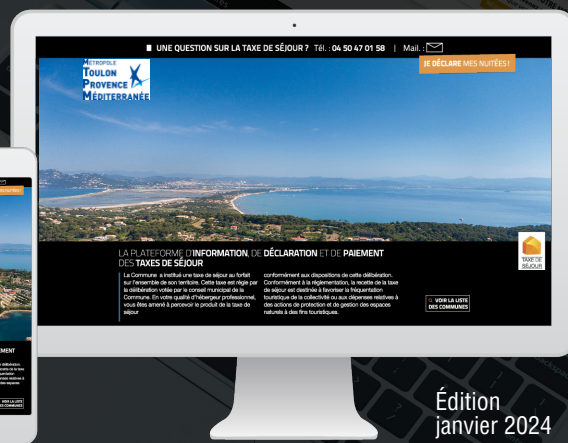 UNE QUESTION SUR LA TAXE DE SÉJOUR ? Tél. : 04 50 47 01 58 | Mail. :
JE DÉCLARE MES NUITÉES !
MÉTROPOLE
TOULON
PROVENCE
MÉDITERRANÉE
LA PLATEFORME D'INFORMATION, DE DÉCLARATION ET DE PAIEMENT
DES TAXES DE SÉJOUR
La Commune a institué une taxe de séjour au forfait
sur l'ensemble de son territoire. Cette taxe est régie par
la délibération votée par le conseil municipal de la
Commune. En votre qualité d'hébergeur professionnel,
vous êtes amené à percevoir le produit de la taxe de
séjour
conformément aux dispositions de cette délibération.
Conformément à la réglementation, la recette de la taxe
de séjour est destinée à favoriser la fréquentation
touristique de la collectivité ou aux dépenses relatives à
des actions de protection et de gestion des espaces
naturels à des fins touristiques.
TAXE DE
SÉJOUR
VOIR LA LISTE
DES COMMUNES
Édition
janvier 2024